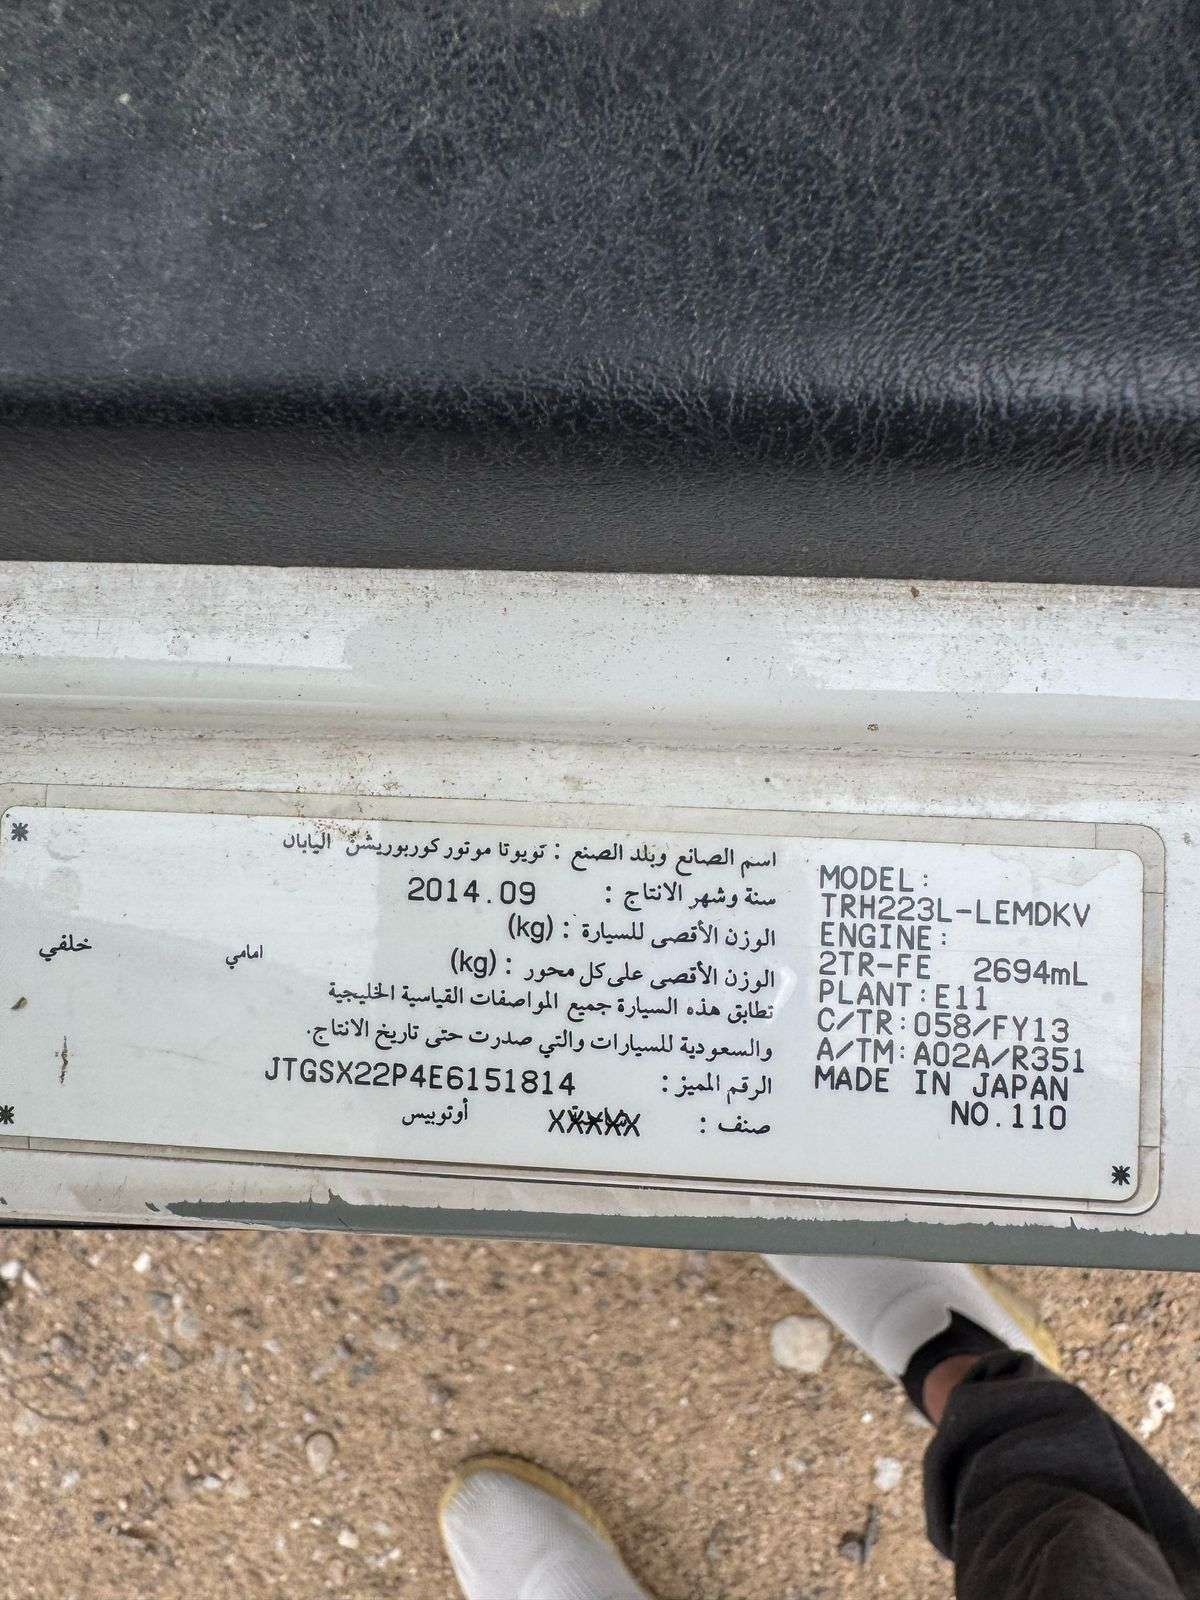 اسم الصانع وبلد الصنع : تويوتا موتور كوربوريشن اليابان
سنة وشهر الانتاج : 2014.09
الوزن الأقصى للسيارة : (kg)
الوزن الأقصى على كل محور : (kg) امامي خلفي
تطابق هذه السيارة جميع المواصفات القياسية الخليجية
والسعودية للسيارات والتي صدرت حتى تاريخ الانتاج.
الرقم المميز : JTGSX22P4E6151814
صنف : XXXXX أوتوبيس
MODEL:
TRH223L-LEMDKV
ENGINE:
2TR-FE 2694mL
PLANT:E11
C/TR:058/FY13
A/TM:A02A/R351
MADE IN JAPAN
NO.110